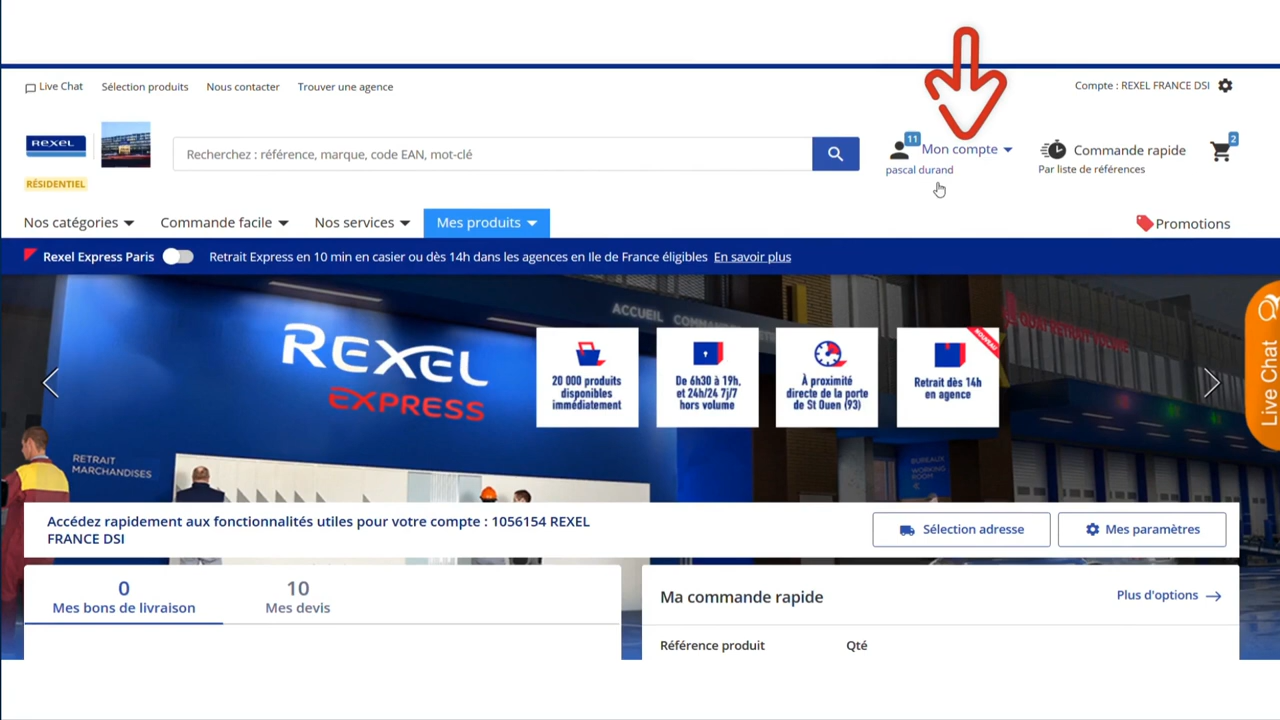 Live Chat
Sélection produits
Nous contacter
Trouver une agence
Compte : REXEL FRANCE DSI
REXEL
RÉSIDENTIEL
Recherchez : référence, marque, code EAN, mot-clé
11
Mon compte
pascal durand
Commande rapide
Par liste de références
2
Nos catégories
Commande facile
Nos services
Mes produits
Promotions
Rexel Express Paris
Retrait Express en 10 min en casier ou dès 14h dans les agences en Ile de France éligibles En savoir plus
ACCUEIL
REXEL
EXPRESS
20 000 produits
disponibles
immédiatement
De 6h30 à 19h,
et 24h/24 7j/7
hors volume
À proximité
directe de la porte
de St Ouen (93)
NOUVEAU
Retrait dès 14h
en agence
Live Chat
RETRAIT
MARCHANDISES
BUREAUX
WORKING
ROOM
Accédez rapidement aux fonctionnalités utiles pour votre compte : 1056154 REXEL
FRANCE DSI
Sélection adresse
Mes paramètres
0
Mes bons de livraison
10
Mes devis
Ma commande rapide
Plus d'options
Référence produit
Qté